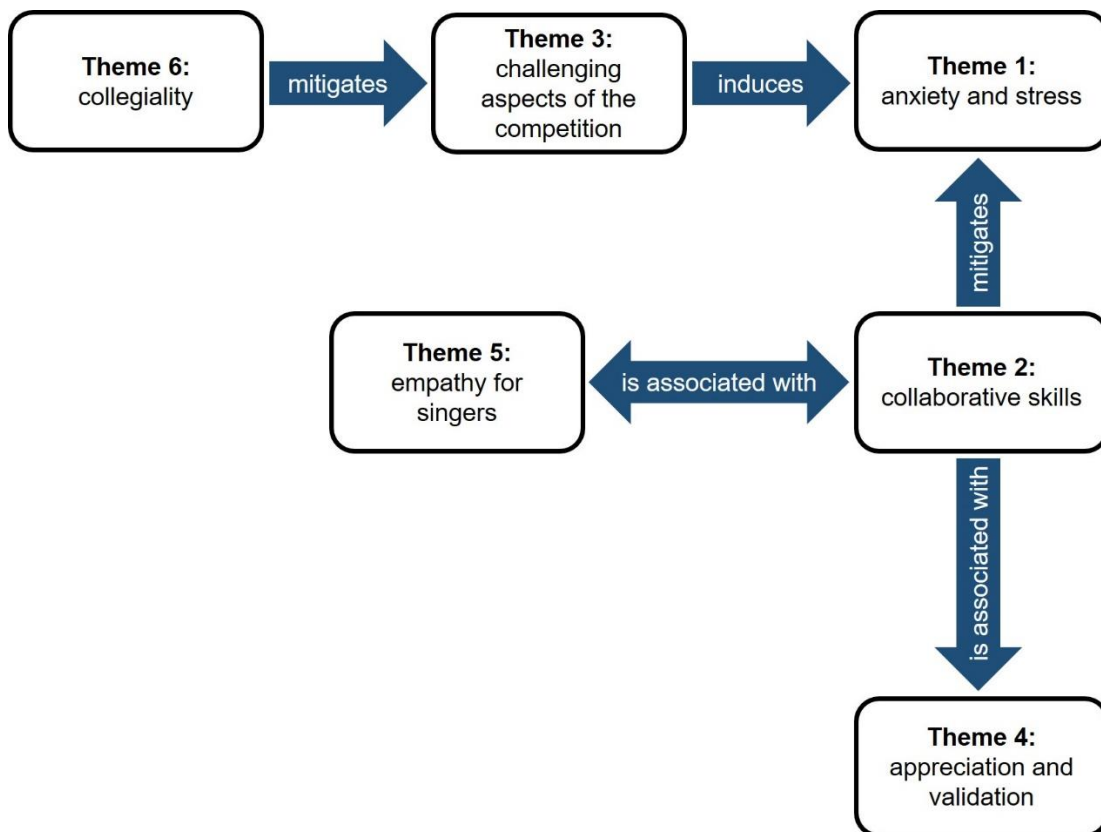 Theme 6:
collegiality
mitigates
Theme 3:
challenging
aspects of the
competition
induces
Theme 1:
anxiety and stress
mitigates
Theme 5:
empathy for
singers
is associated with
Theme 2:
collaborative skills
is associated with
Theme 4:
appreciation and
validation